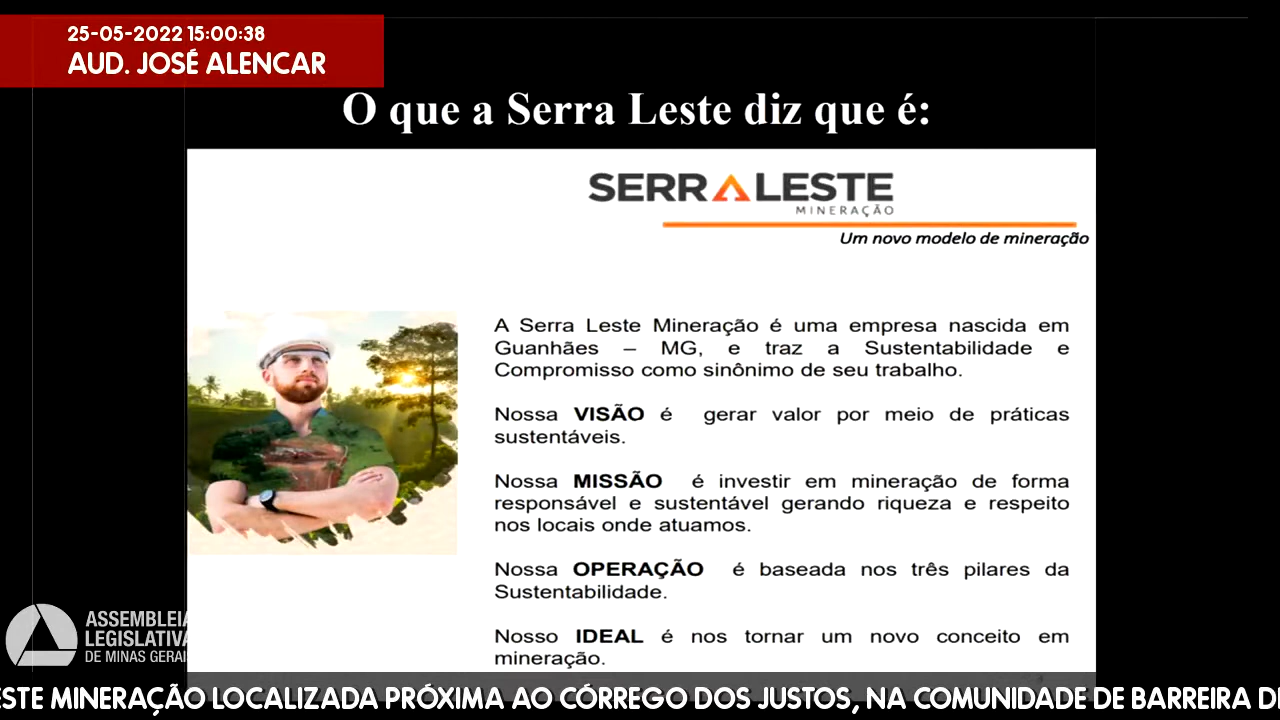 25-05-2022 15:00:38
AUD. JOSÉ ALENCAR
O que a Serra Leste diz que é:
SERRALESTE
MINERAÇÃO
Um novo modelo de mineração
A Serra Leste Mineração é uma empresa nascida em
Guanhães – MG, e traz a Sustentabilidade e
Compromisso como sinônimo de seu trabalho.
Nossa VISÃO é gerar valor por meio de práticas
sustentáveis.
Nossa MISSÃO é investir em mineração de forma
responsável e sustentável gerando riqueza e respeito
nos locais onde atuamos.
Nossa OPERAÇÃO é baseada nos três pilares da
Sustentabilidade.
Nosso IDEAL é nos tornar um novo conceito em
mineração.
ASSEMBLEIA
LEGISLATIVA
DE MINAS GERAIS
ESTE MINERAÇÃO LOCALIZADA PRÓXIMA AO CÓRREGO DOS JUSTOS, NA COMUNIDADE DE BARREIRA D